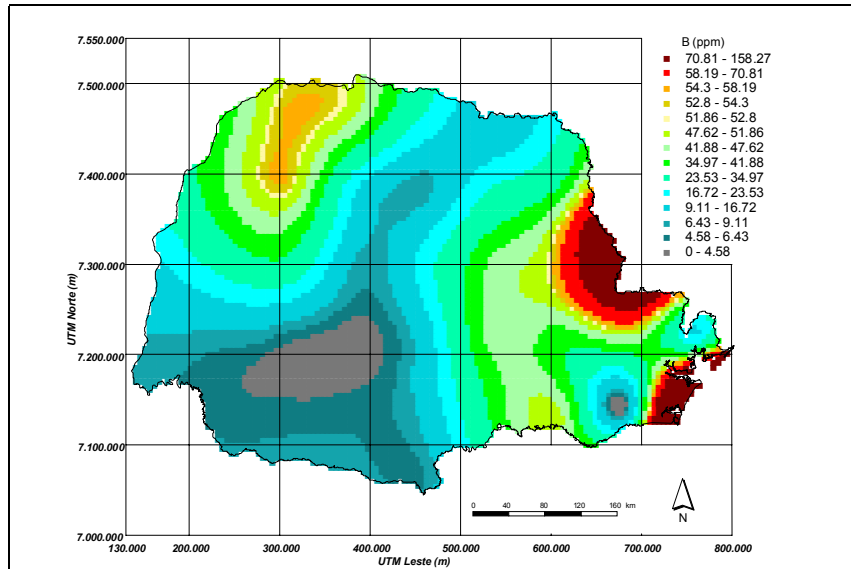 B (ppm)
70.81 - 158.27
58.19 - 70.81
54.3 - 58.19
52.8 - 54.3
51.86 - 52.8
47.62 - 51.86
41.88 - 47.62
34.97 - 41.88
23.53 - 34.97
16.72 - 23.53
9.11 - 16.72
6.43 - 9.11
4.58 - 6.43
0 - 4.58
7.550.000
7.500.000
7.400.000
7.300.000
7.200.000
7.100.000
7.000.000
UTM Norte (m)
0 40 80 120 160 km
N
130.000 200.000 300.000 400.000 500.000 600.000 700.000 800.000
UTM Leste (m)